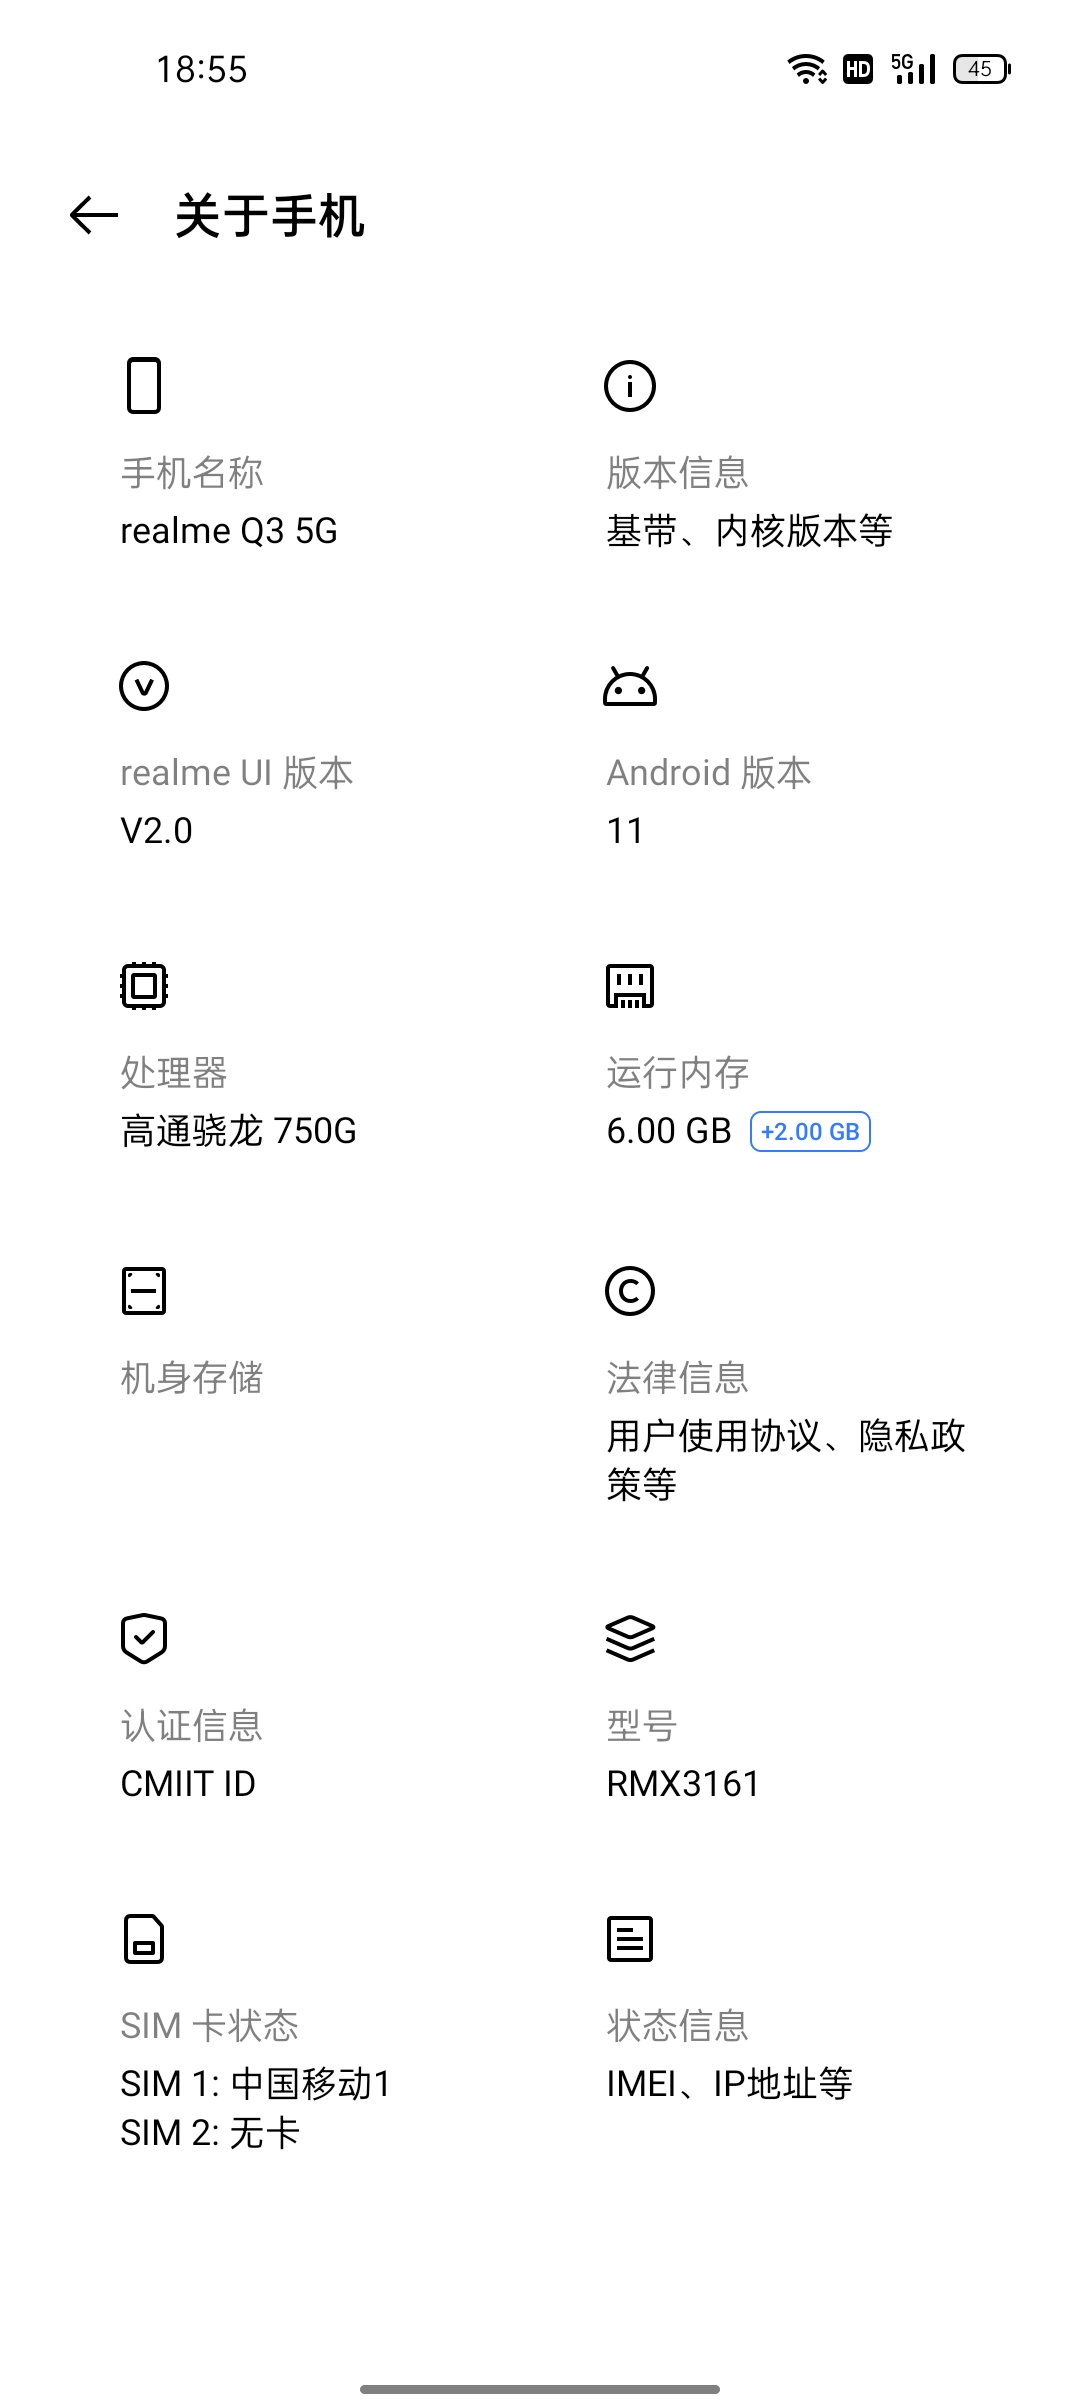 18:55
HD
5G
45
关于手机
手机名称
realme Q3 5G
版本信息
基带、内核版本等
realme UI 版本
V2.0
Android 版本
11
处理器
高通骁龙 750G
运行内存
6.00 GB +2.00 GB
机身存储
法律信息
用户使用协议、隐私政
策等
认证信息
CMIIT ID
型号
RMX3161
SIM 卡状态
SIM 1: 中国移动1
SIM 2: 无卡
状态信息
IMEI、IP地址等